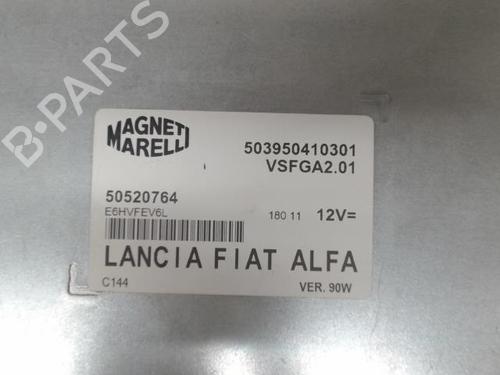 B-PARTS
MAGNETI
MARELLI
503950410301
VSFGA2.01
50520764
E6HVFEV6L
180 11 12V=
LANCIA FIAT ALFA
C144
VER. 90W